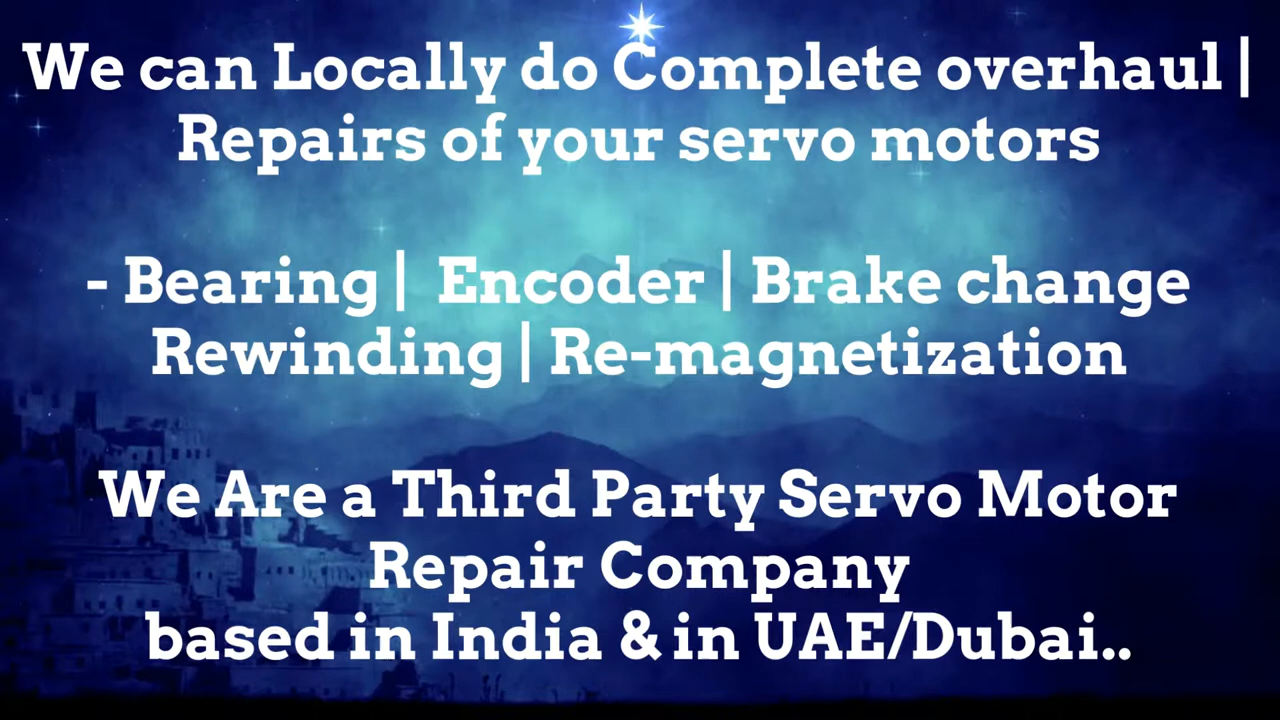 We can Locally do Complete overhaul |
Repairs of your servo motors
- Bearing | Encoder | Brake change
Rewinding | Re-magnetization
We Are a Third Party Servo Motor
Repair Company
based in India & in UAE/Dubai..